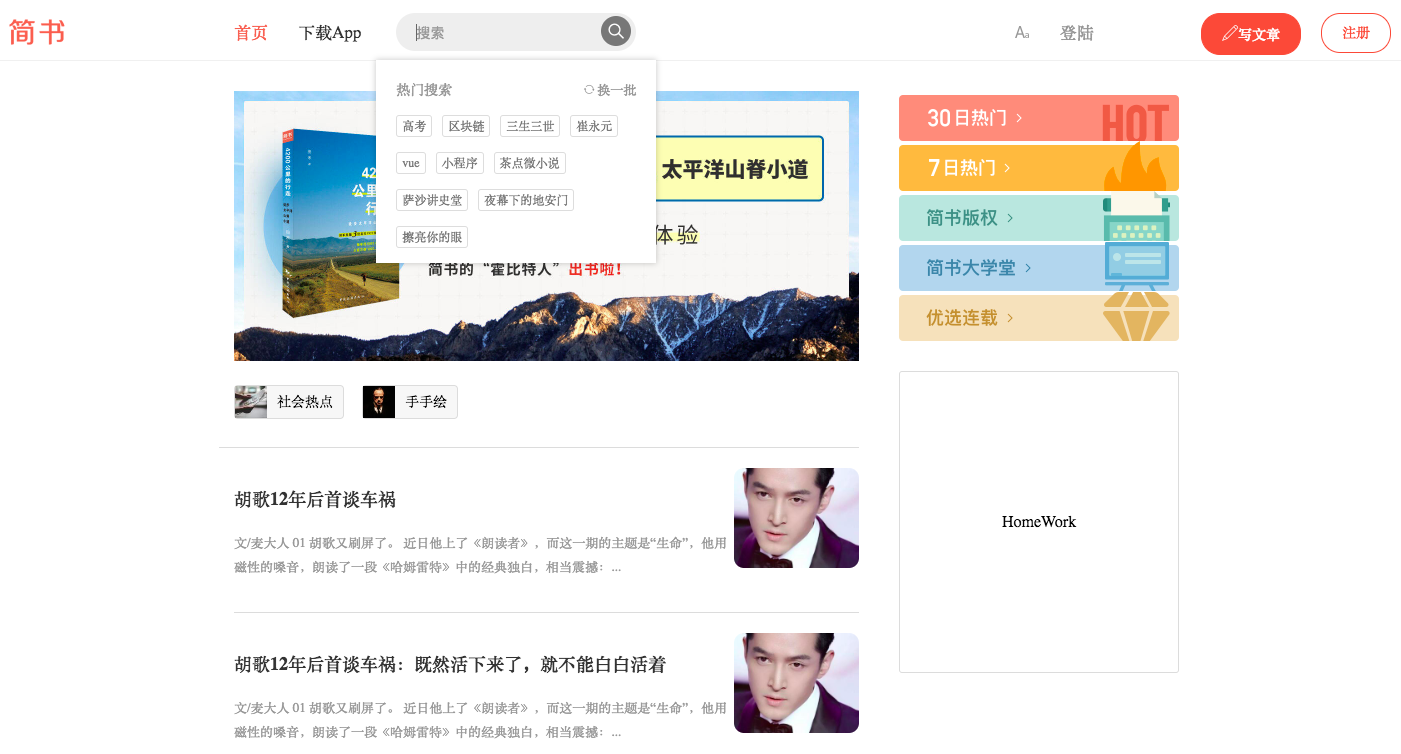 简书
首页 下载App 搜索 Aa 登陆 写文章 注册
热门搜索 换一批
高考 区块链 三生三世 崔永元
vue 小程序 茶点微小说
萨沙讲史堂 夜幕下的地安门
擦亮你的眼
太平洋山脊小道
体验
简书的“霍比特人”出书啦！
社会热点 手手绘
胡歌12年后首谈车祸
文/麦大人 01 胡歌又刷屏了。 近日他上了《朗读者》，而这一期的主题是“生命”，他用
磁性的嗓音，朗读了一段《哈姆雷特》中的经典独白，相当震撼：...
胡歌12年后首谈车祸：既然活下来了，就不能白白活着
文/麦大人 01 胡歌又刷屏了。 近日他上了《朗读者》，而这一期的主题是“生命”，他用
磁性的嗓音，朗读了一段《哈姆雷特》中的经典独白，相当震撼：...
30日热门 > HOT
7日热门 >
简书版权 >
简书大学堂 >
优选连载 >
HomeWork